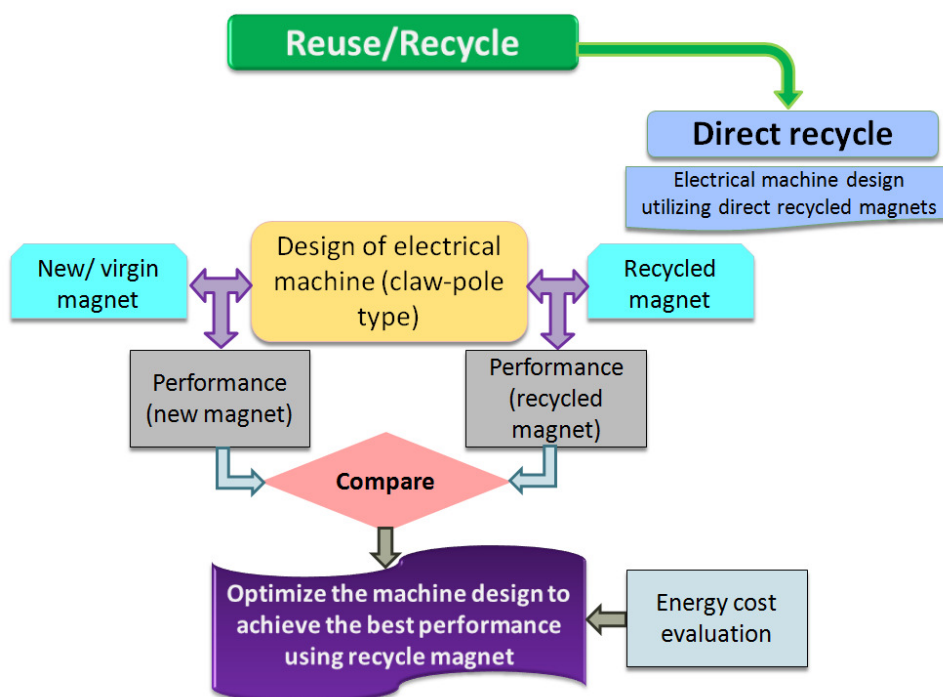 Reuse/Recycle
Direct recycle
Electrical machine design
utilizing direct recycled magnets
New/ virgin
magnet
Design of electrical
machine (claw-pole
type)
Recycled
magnet
Performance
(new magnet)
Performance
(recycled
magnet)
Compare
Optimize the machine design to
achieve the best performance
using recycle magnet
Energy cost
evaluation